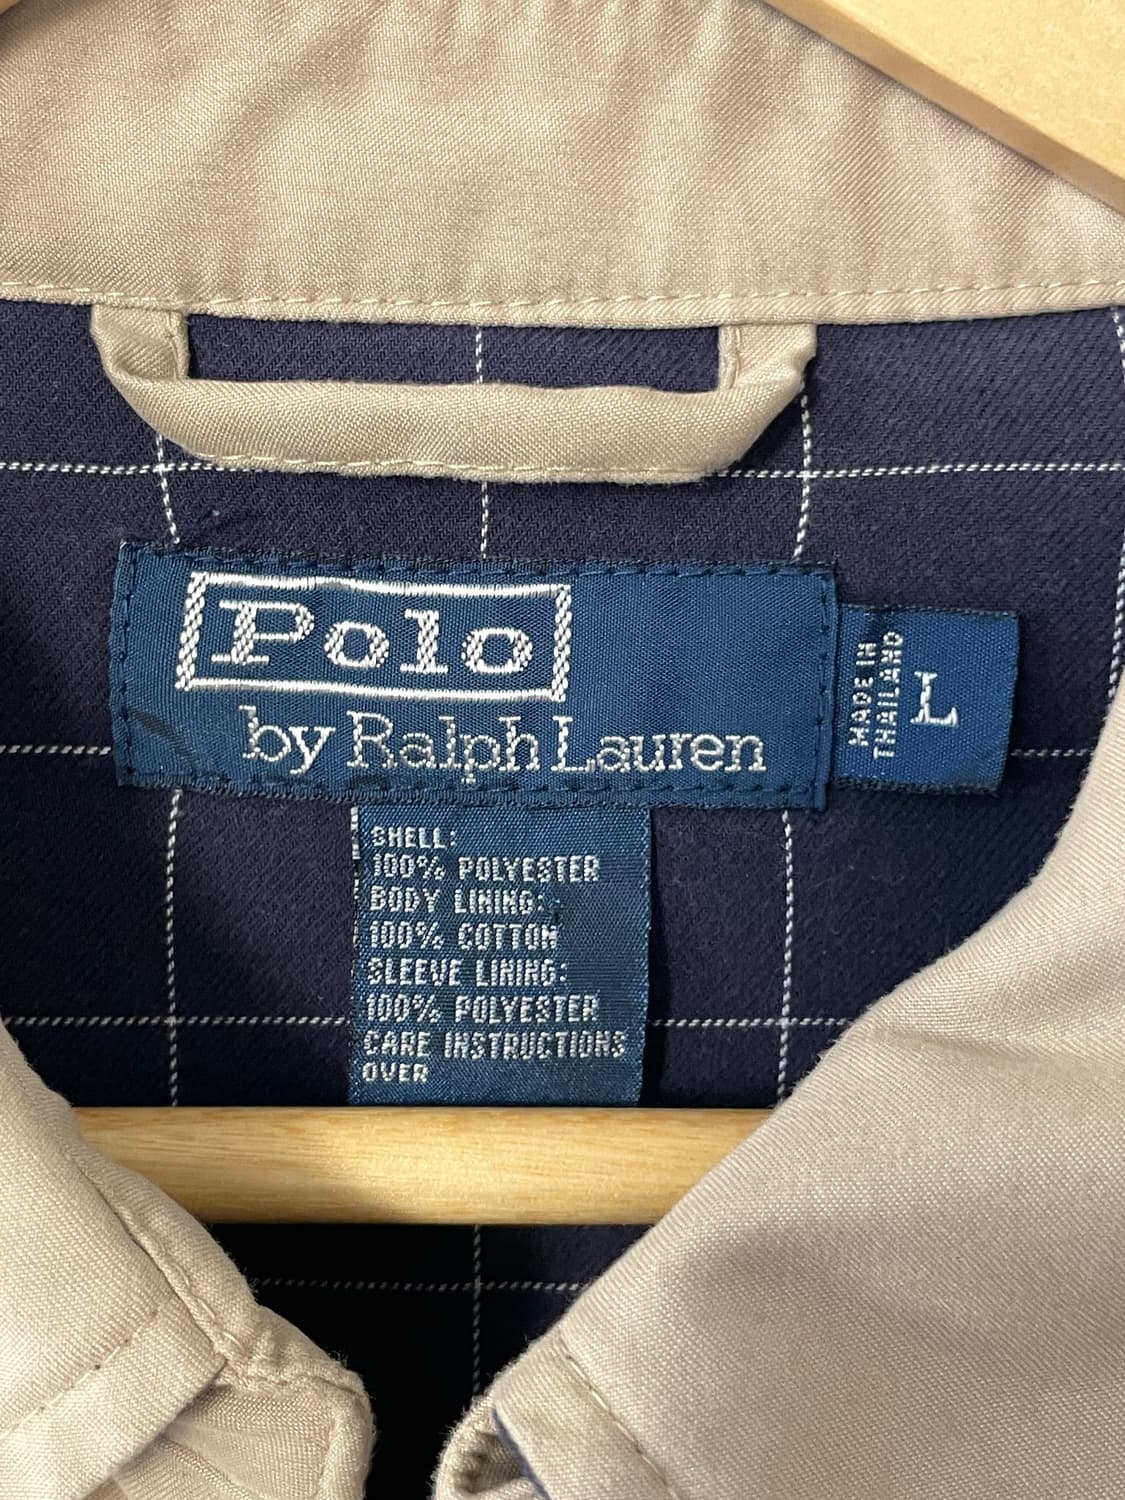 Polo
by Ralph Lauren
MADE IN
THAILAND
L
SHELL:
100% POLYESTER
BODY LINING:
100% COTTON
SLEEVE LINING:
100% POLYESTER
CARE INSTRUCTIONS
OVER